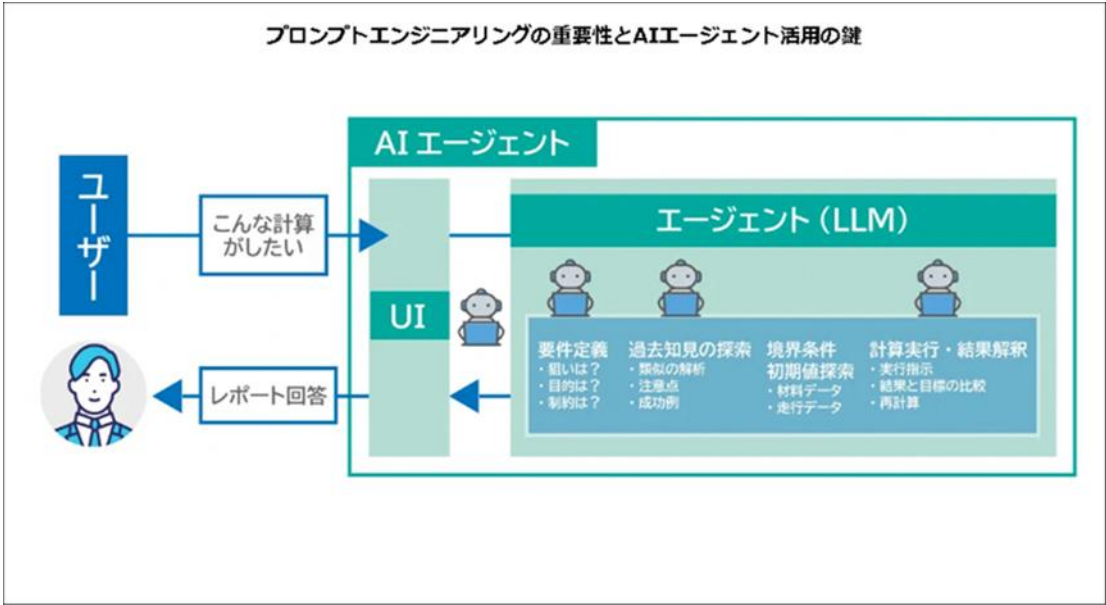 プロンプトエンジニアリングの重要性とAIエージェント活用の鍵
AI エージェント
ユーザー
こんな計算
がしたい
エージェント (LLM)
UI
要件定義
・狙いは?
・目的は?
・制約は?
過去知見の探索
・類似の解析
・注意点
・成功例
境界条件
初期値探索
・材料データ
・走行データ
計算実行・結果解釈
・実行指示
・結果と目標の比較
・再計算
レポート回答